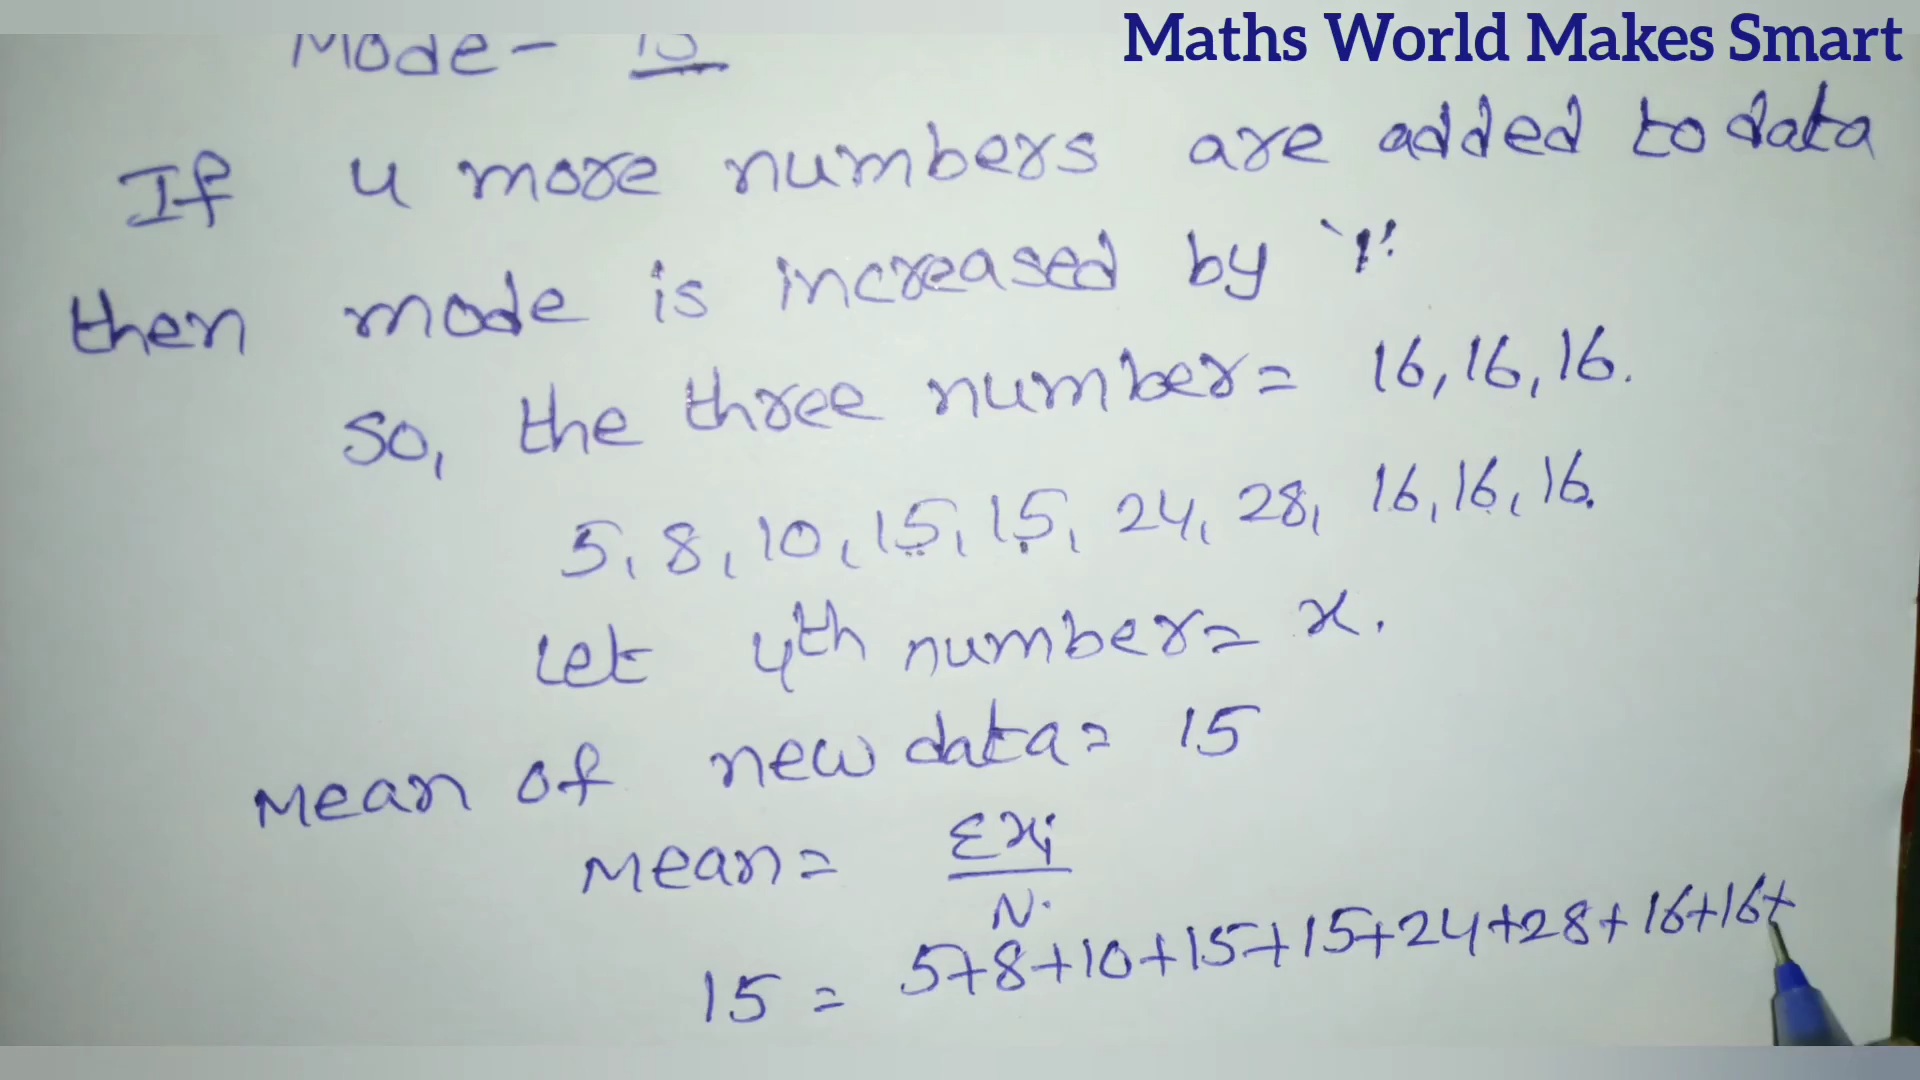 Maths World Makes Smart
Mode - 15
If 4 more numbers are added to data
then mode is increased by '1'.
So, the three number = 16, 16, 16.
5, 8, 10, 15, 15, 24, 28, 16, 16, 16.
Let 4th number = x.
Mean of new data = 15
Mean = Σxi
N.
15 = 5+8+10+15+15+24+28+16+16+